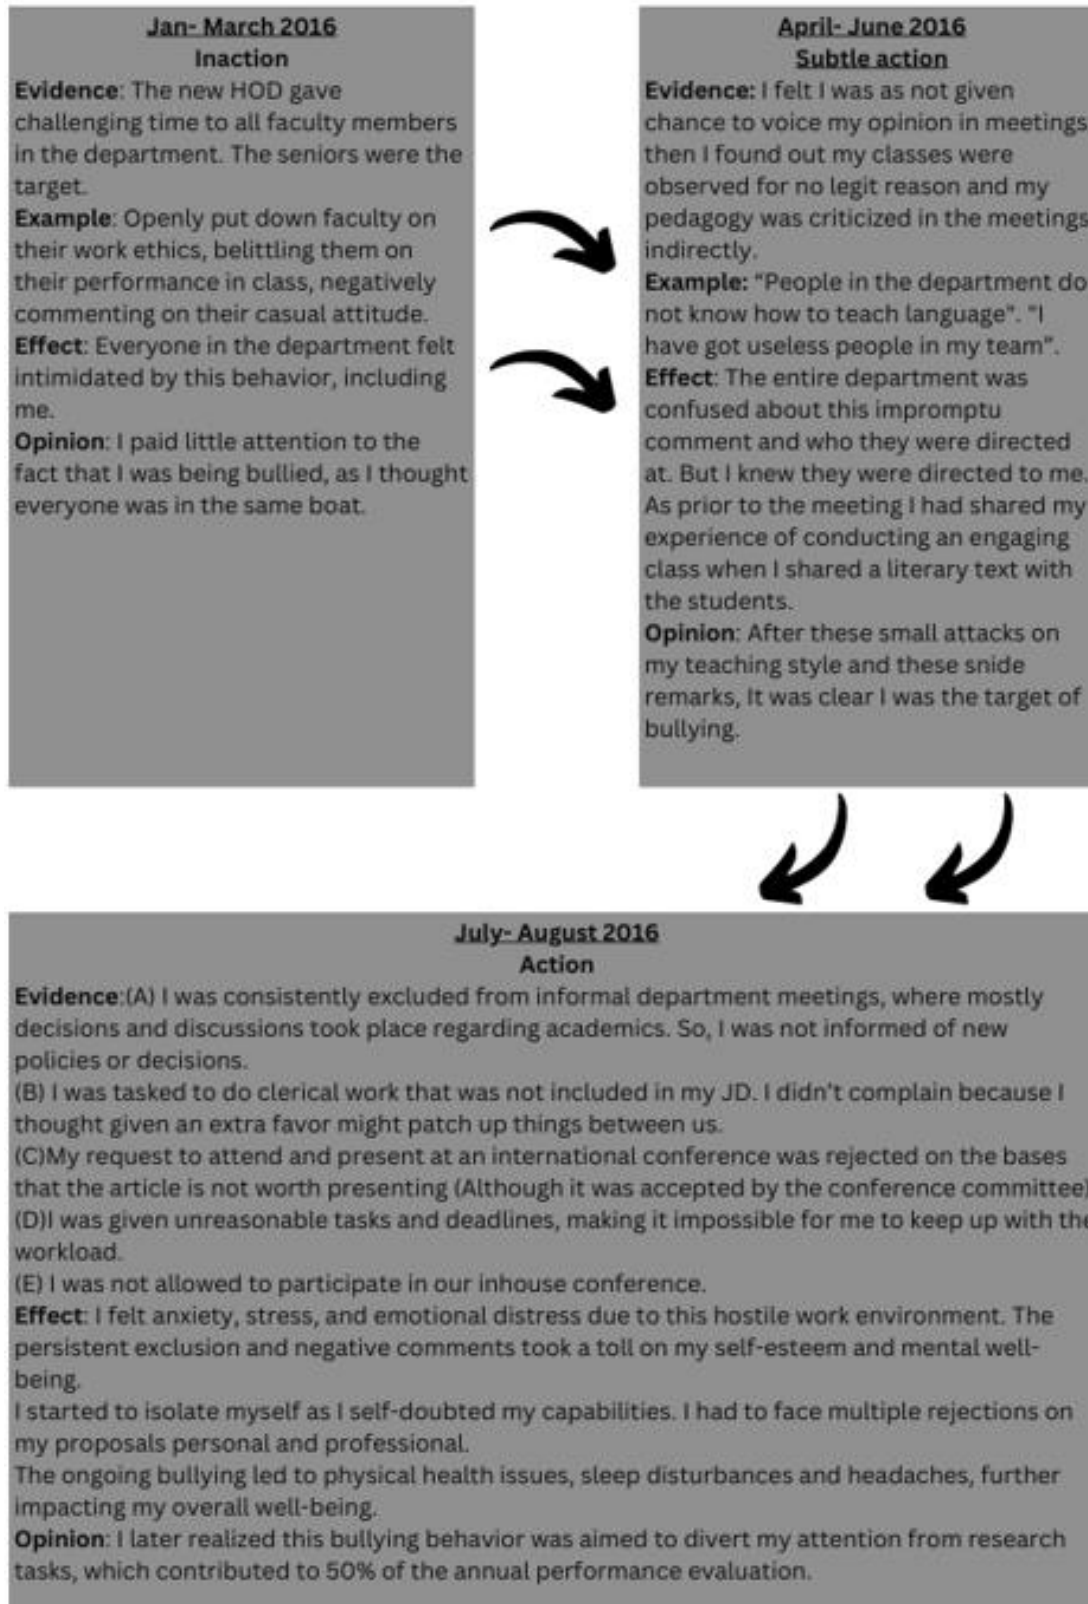 Jan- March 2016
Inaction
Evidence: The new HOD gave
challenging time to all faculty members
in the department. The seniors were the
target.
Example: Openly put down faculty on
their work ethics, belittling them on
their performance in class, negatively
commenting on their casual attitude.
Effect: Everyone in the department felt
intimidated by this behavior, including
me.
Opinion: I paid little attention to the
fact that I was being bullied, as I thought
everyone was in the same boat.
April- June 2016
Subtle action
Evidence: I felt I was as not given
chance to voice my opinion in meetings
then I found out my classes were
observed for no legit reason and my
pedagogy was criticized in the meetings
indirectly.
Example: “People in the department do
not know how to teach language”. “I
have got useless people in my team”.
Effect: The entire department was
confused about this impromptu
comment and who they were directed
at. But I knew they were directed to me.
As prior to the meeting I had shared my
experience of conducting an engaging
class when I shared a literary text with
the students.
Opinion: After these small attacks on
my teaching style and these snide
remarks, It was clear I was the target of
bullying.
July- August 2016
Action
Evidence:(A) I was consistently excluded from informal department meetings, where mostly
decisions and discussions took place regarding academics. So, I was not informed of new
policies or decisions.
(B) I was tasked to do clerical work that was not included in my JD. I didn’t complain because I
thought given an extra favor might patch up things between us.
(C)My request to attend and present at an international conference was rejected on the bases
that the article is not worth presenting (Although it was accepted by the conference committee)
(D)I was given unreasonable tasks and deadlines, making it impossible for me to keep up with the
workload.
(E) I was not allowed to participate in our inhouse conference.
Effect: I felt anxiety, stress, and emotional distress due to this hostile work environment. The
persistent exclusion and negative comments took a toll on my self-esteem and mental well-
being.
I started to isolate myself as I self-doubted my capabilities. I had to face multiple rejections on
my proposals personal and professional.
The ongoing bullying led to physical health issues, sleep disturbances and headaches, further
impacting my overall well-being.
Opinion: I later realized this bullying behavior was aimed to divert my attention from research
tasks, which contributed to 50% of the annual performance evaluation.